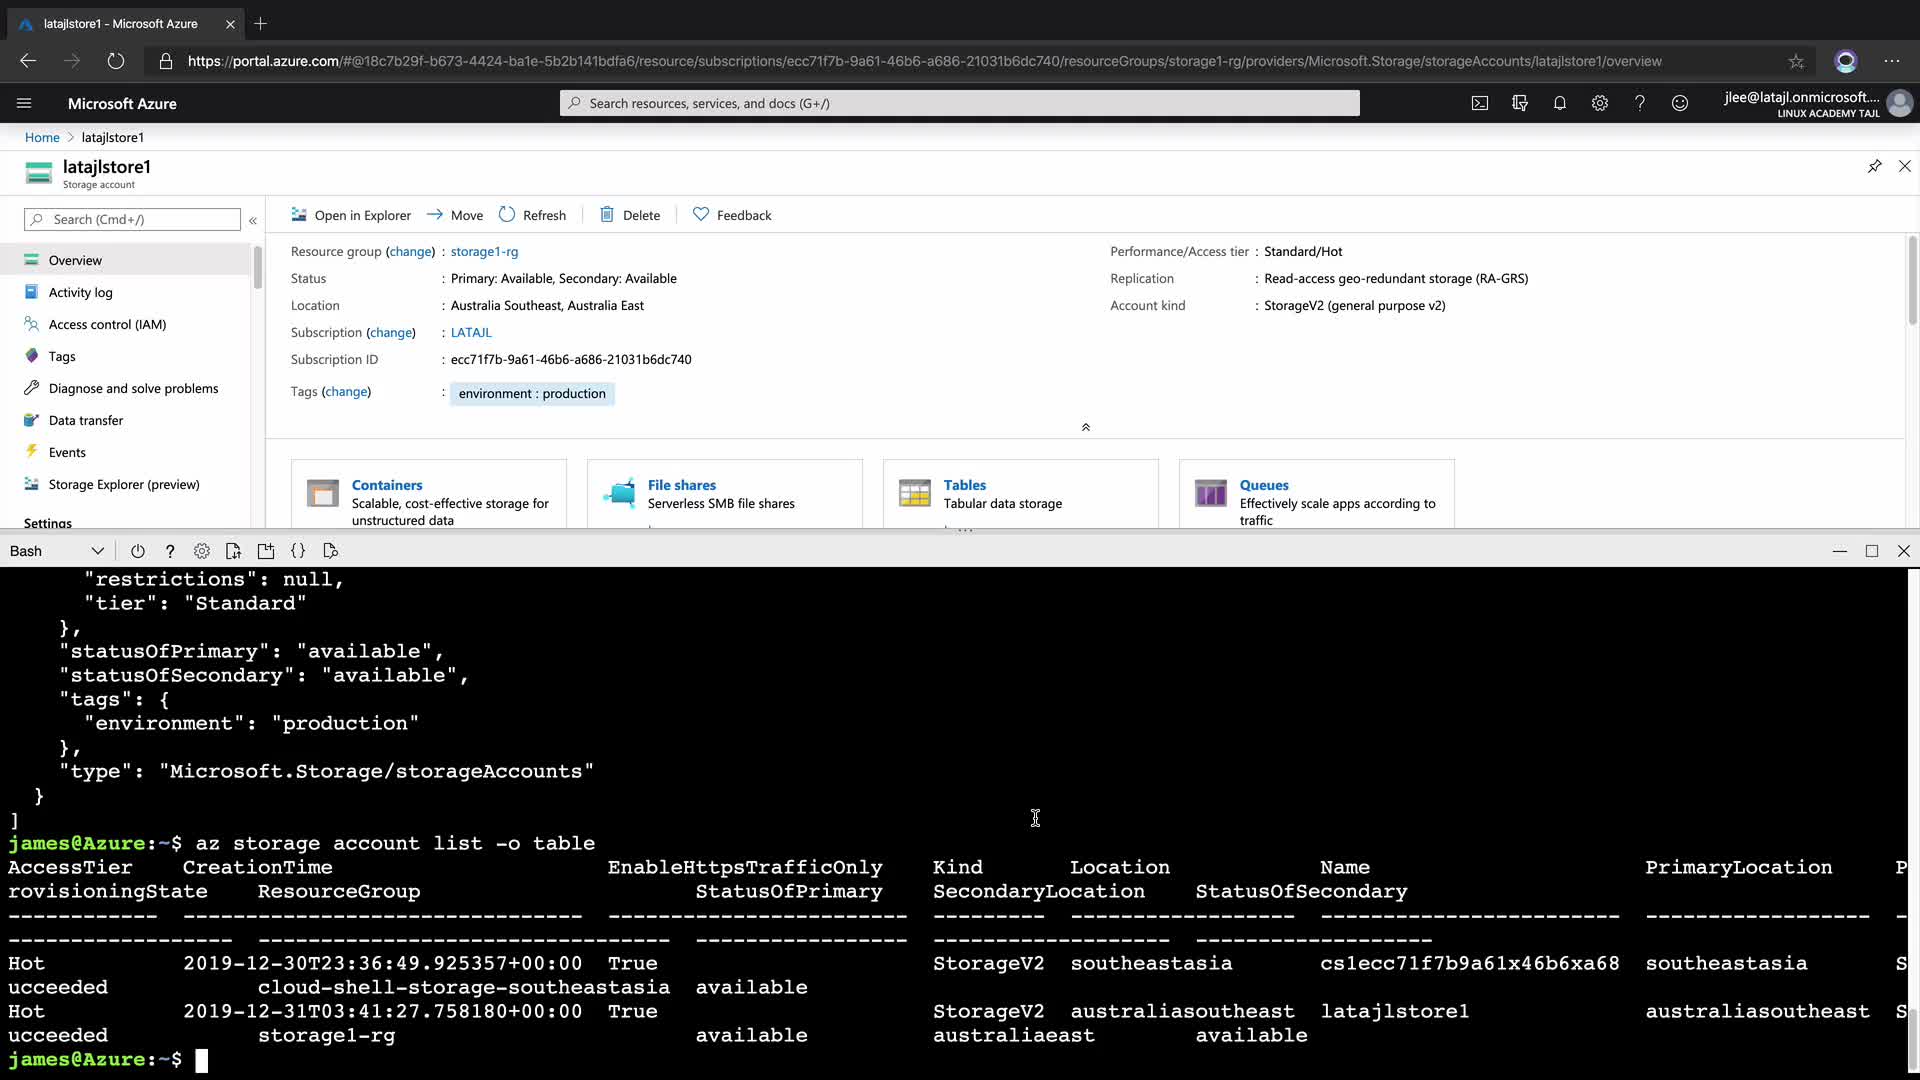 latajlstore1 - Microsoft Azure
https://portal.azure.com/#@18c7b29f-b673-4424-ba1e-5b2b141bdfa6/resource/subscriptions/ecc71f7b-9a61-46b6-a686-21031b6dc740/resourceGroups/storage1-rg/providers/Microsoft.Storage/storageAccounts/latajlstore1/overview
Microsoft Azure
Search resources, services, and docs (G+/)
jlee@latajl.onmicrosoft....
LINUX ACADEMY TAJL
Home > latajlstore1
latajlstore1
Storage account
Search (Cmd+/)
«
Overview
Activity log
Access control (IAM)
Tags
Diagnose and solve problems
Data transfer
Events
Storage Explorer (preview)
Settings
Open in Explorer Move Refresh Delete Feedback
Resource group (change) : storage1-rg
Status : Primary: Available, Secondary: Available
Location : Australia Southeast, Australia East
Subscription (change) : LATAJL
Subscription ID : ecc71f7b-9a61-46b6-a686-21031b6dc740
Tags (change) : environment : production
Performance/Access tier : Standard/Hot
Replication : Read-access geo-redundant storage (RA-GRS)
Account kind : StorageV2 (general purpose v2)
Containers
Scalable, cost-effective storage for
unstructured data
File shares
Serverless SMB file shares
Tables
Tabular data storage
Queues
Effectively scale apps according to
traffic
Bash ? {}
"restrictions": null,
"tier": "Standard"
},
"statusOfPrimary": "available",
"statusOfSecondary": "available",
"tags": {
"environment": "production"
},
"type": "Microsoft.Storage/storageAccounts"
}
]
james@Azure:~$ az storage account list -o table
AccessTier CreationTime EnableHttpsTrafficOnly Kind Location Name PrimaryLocation P
rovisioningState ResourceGroup StatusOfPrimary SecondaryLocation StatusOfSecondary
------------ -------------------------------- ------------------------ --------- ------------------ ------------------------ ------------------ -
------------------ --------------------------------- ----------------- ------------------- -------------------
Hot 2019-12-30T23:36:49.925357+00:00 True StorageV2 southeastasia cs1ecc71f7b9a61x46b6xa68 southeastasia S
ucceeded cloud-shell-storage-southeastasia available
Hot 2019-12-31T03:41:27.758180+00:00 True StorageV2 australiasoutheast latajlstore1 australiasoutheast S
ucceeded storage1-rg available australiaeast available
james@Azure:~$